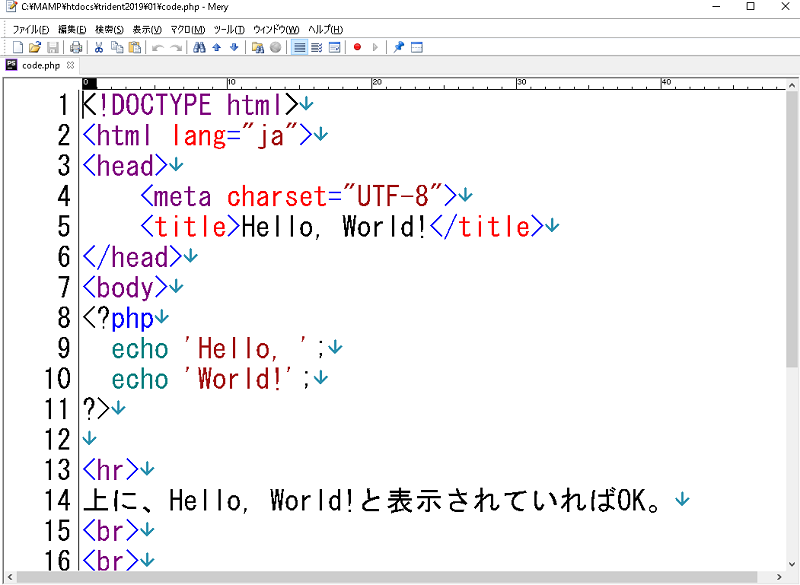 C:¥MAMP¥htdocs¥trident2019¥01¥code.php - Mery
ファイル(F) 編集(E) 検索(S) 表示(V) マクロ(M) ツール(T) ウィンドウ(W) ヘルプ(H)
code.php
0 10 20 30 40
1 <!DOCTYPE html>↓
2 <html lang="ja">↓
3 <head>↓
4     <meta charset="UTF-8">↓
5     <title>Hello, World!</title>↓
6 </head>↓
7 <body>↓
8 <?php↓
9   echo 'Hello, ';↓
10   echo 'World!';↓
11 ?>↓
12 ↓
13 <hr>↓
14 上に、Hello, World!と表示されていればOK。↓
15 <br>↓
16 <br>↓